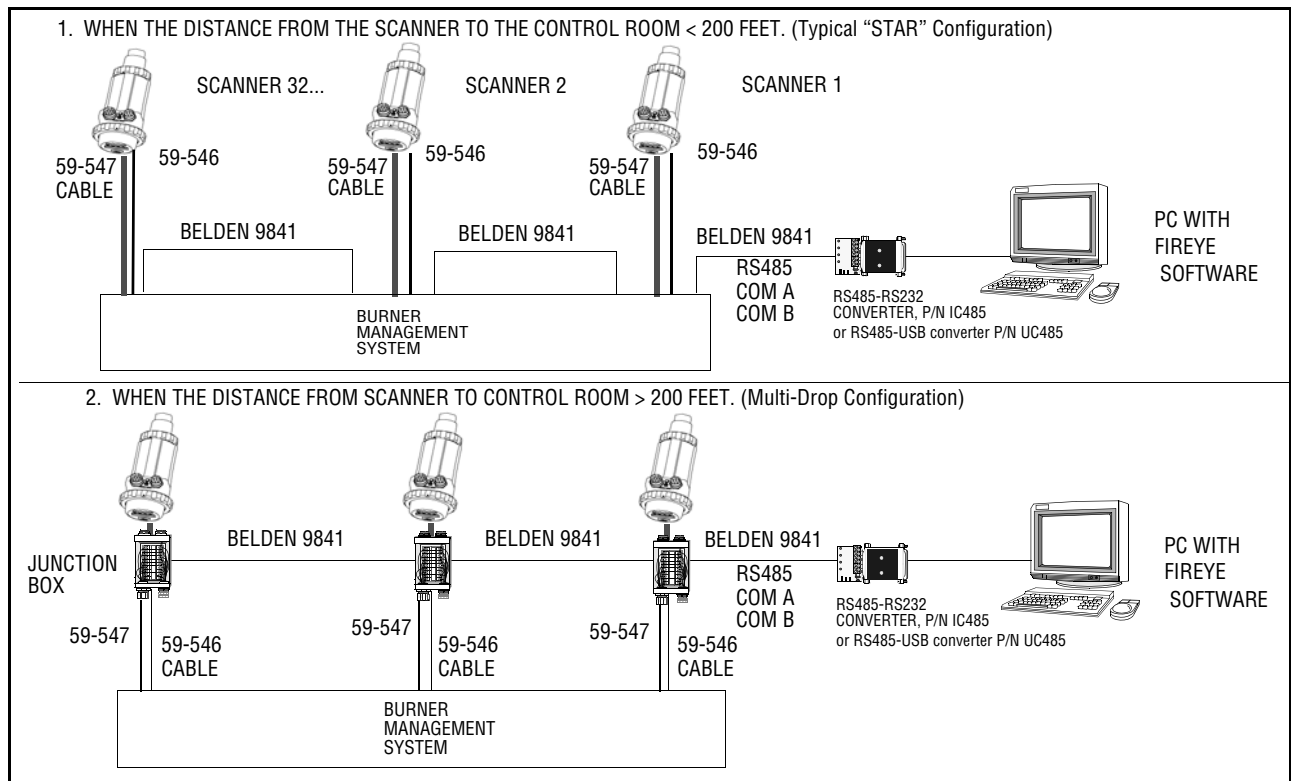 1. WHEN THE DISTANCE FROM THE SCANNER TO THE CONTROL ROOM < 200 FEET. (Typical “STAR” Configuration)
SCANNER 32...
SCANNER 2
SCANNER 1
59-547
CABLE
59-546
59-547
CABLE
59-546
59-547
CABLE
59-546
BELDEN 9841
BELDEN 9841
BELDEN 9841
RS485
COM A
COM B
RS485-RS232
CONVERTER, P/N IC485
or RS485-USB converter P/N UC485
PC WITH
FIREYE
SOFTWARE
BURNER
MANAGEMENT
SYSTEM
2. WHEN THE DISTANCE FROM SCANNER TO CONTROL ROOM > 200 FEET. (Multi-Drop Configuration)
JUNCTION
BOX
BELDEN 9841
BELDEN 9841
BELDEN 9841
RS485
COM A
COM B
RS485-RS232
CONVERTER, P/N IC485
or RS485-USB converter P/N UC485
PC WITH
FIREYE
SOFTWARE
59-547
59-546
CABLE
59-547
59-546
CABLE
59-547
59-546
CABLE
BURNER
MANAGEMENT
SYSTEM